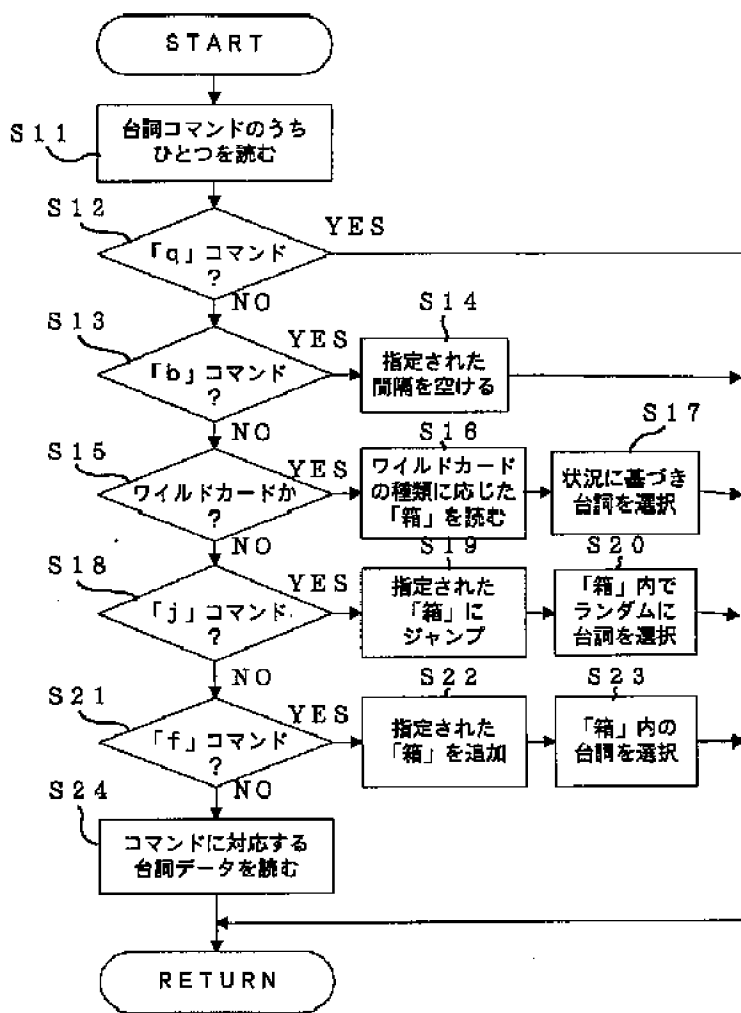 START
S11
台詞コマンドのうち
ひとつを読む
S12
YES
「q」コマンド
?
NO
S13
YES
「b」コマンド
?
S14
指定された
間隔を空ける
NO
S15
YES
ワイルドカードか
?
S16
ワイルドカード
の種類に応じた
「箱」を読む
S17
状況に基づき
台詞を選択
NO
S18
YES
「j」コマンド
?
S19
指定された
「箱」に
ジャンプ
S20
「箱」内で
ランダムに
台詞を選択
NO
S21
YES
「f」コマンド
?
S22
指定された
「箱」を追加
S23
「箱」内の
台詞を選択
NO
S24
コマンドに対応する
台詞データを読む
RETURN